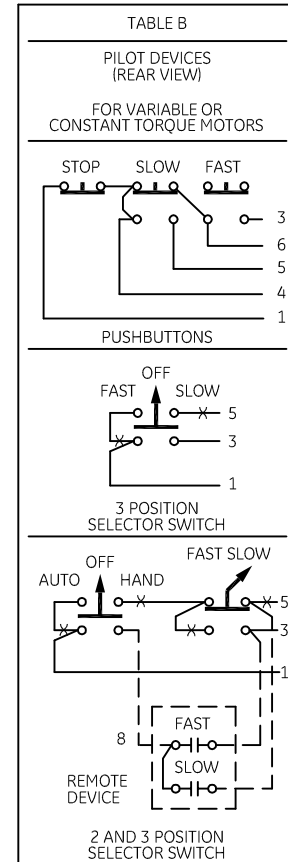 TABLE B
PILOT DEVICES
(REAR VIEW)
FOR VARIABLE OR
CONSTANT TORQUE MOTORS
STOP SLOW FAST
3
6
5
4
1
PUSHBUTTONS
OFF
FAST SLOW
5
3
1
3 POSITION
SELECTOR SWITCH
OFF
FAST SLOW
AUTO HAND
5
3
1
FAST
8
SLOW
REMOTE
DEVICE
2 AND 3 POSITION
SELECTOR SWITCH